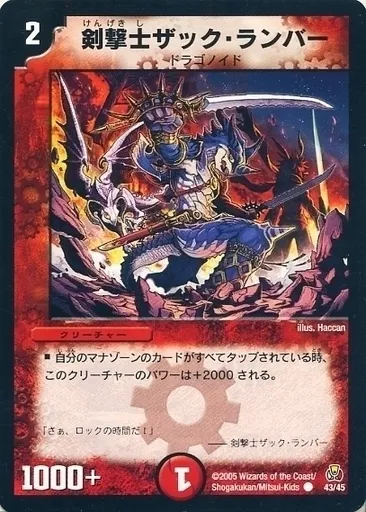 2
けんげきし
剣撃士ザック・ランバー
ドラゴノイド
illus. Haccan
クリーチャー
■ 自分のマナゾーンのカードがすべてタップされている時、
このクリーチャーのパワーは+2000 される。
「さぁ、ロックの時間だ!」
—— 剣撃士ザック・ランバー
1000+
1
©2005 Wizards of the Coast/
Shogakukan/Mitsui-Kids
43/45